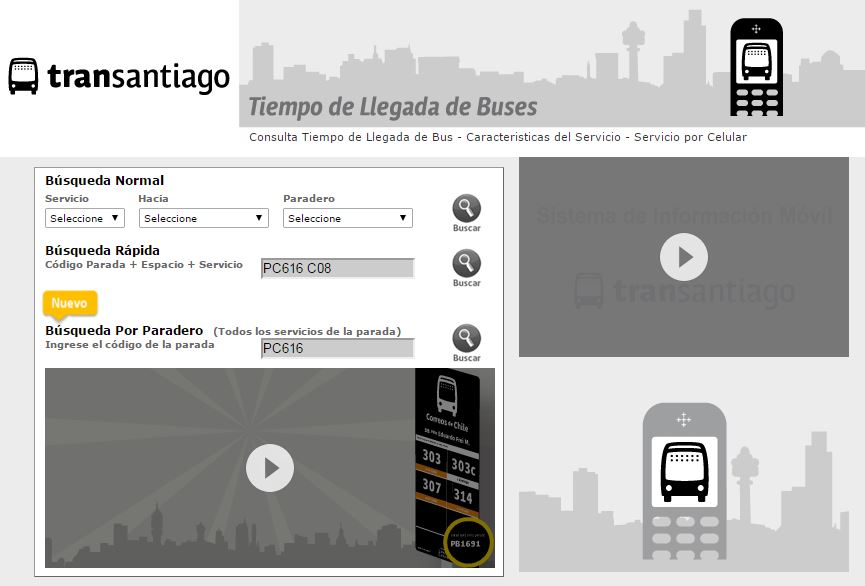 transantiago
Tiempo de Llegada de Buses
Consulta Tiempo de Llegada de Bus - Caracteristicas del Servicio - Servicio por Celular
Búsqueda Normal
Servicio Hacia Paradero
Seleccione Seleccione Seleccione
Buscar
Búsqueda Rápida
Código Parada + Espacio + Servicio
PC616 C08
Buscar
Nuevo
Búsqueda Por Paradero (Todos los servicios de la parada)
Ingrese el código de la parada
PC616
Buscar
Correos de Chile
Eduardo Frei M.
303 303c
307 314
PB1691
Sistema de Información Móvil
transantiago